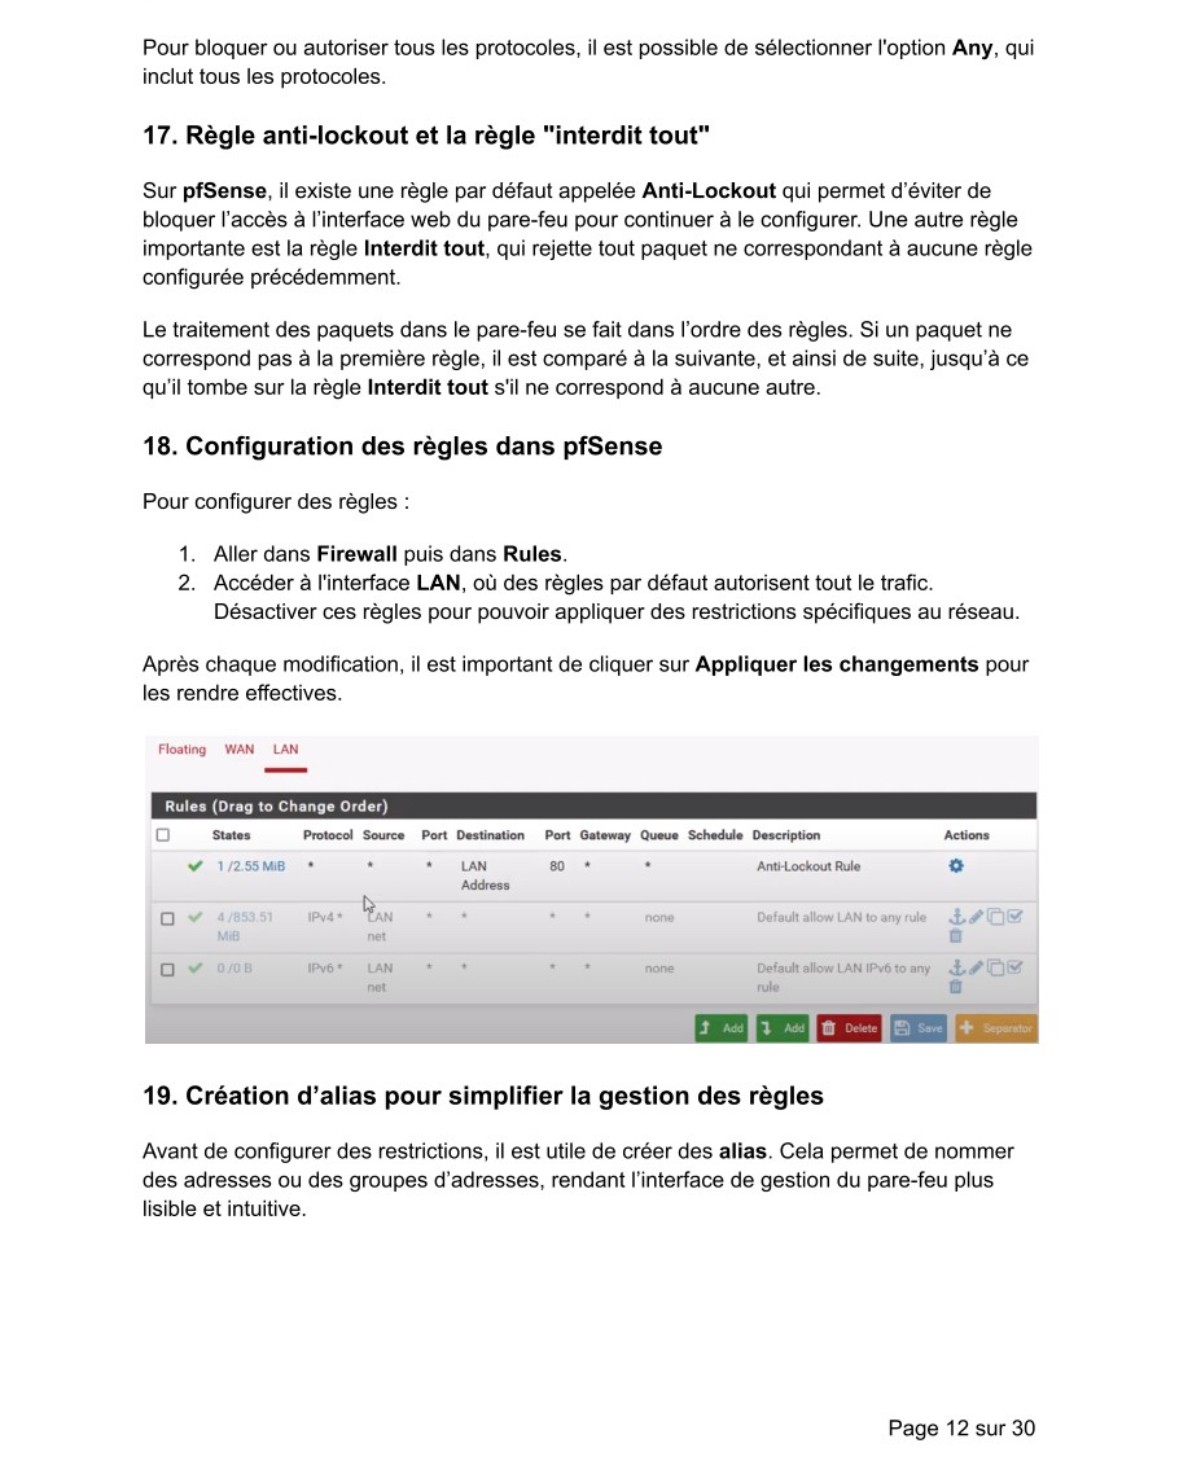 Pour bloquer ou autoriser tous les protocoles, il est possible de sélectionner l'option Any, qui
inclut tous les protocoles.
17. Règle anti-lockout et la règle "interdit tout"
Sur pfSense, il existe une règle par défaut appelée Anti-Lockout qui permet d’éviter de
bloquer l’accès à l’interface web du pare-feu pour continuer à le configurer. Une autre règle
importante est la règle Interdit tout, qui rejette tout paquet ne correspondant à aucune règle
configurée précédemment.
Le traitement des paquets dans le pare-feu se fait dans l’ordre des règles. Si un paquet ne
correspond pas à la première règle, il est comparé à la suivante, et ainsi de suite, jusqu’à ce
qu’il tombe sur la règle Interdit tout s'il ne correspond à aucune autre.
18. Configuration des règles dans pfSense
Pour configurer des règles :
1. Aller dans Firewall puis dans Rules.
2. Accéder à l'interface LAN, où des règles par défaut autorisent tout le trafic.
Désactiver ces règles pour pouvoir appliquer des restrictions spécifiques au réseau.
Après chaque modification, il est important de cliquer sur Appliquer les changements pour
les rendre effectives.
Floating WAN LAN
Rules (Drag to Change Order)
States Protocol Source Port Destination Port Gateway Queue Schedule Description Actions
1 /2.55 MiB * * * LAN 80 * * Anti-Lockout Rule
Address
4 /853.51 IPv4 * LAN * * * * none Default allow LAN to any rule
MiB net
0 /0 B IPv6 * LAN * * * * none Default allow LAN IPv6 to any
net rule
Add Add Delete Save Separator
19. Création d’alias pour simplifier la gestion des règles
Avant de configurer des restrictions, il est utile de créer des alias. Cela permet de nommer
des adresses ou des groupes d’adresses, rendant l’interface de gestion du pare-feu plus
lisible et intuitive.
Page 12 sur 30